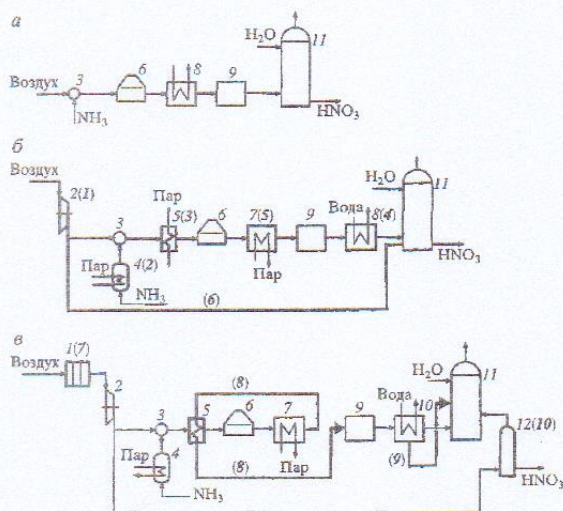 а
H₂O
11
Воздух 3
6
8
9
NH₃
HNO₃
б
Воздух
2(1)
Пар
H₂O
11
3
5(3)
6
7(5)
9
Вода
8(4)
Пар
4(2)
Пар
NH₃
(6)
HNO₃
в
1(7)
Воздух
2
3
5
(8)
6
7
9
Вода
10
H₂O
11
12(10)
(9)
Пар
4
(8)
Пар
NH₃
HNO₃